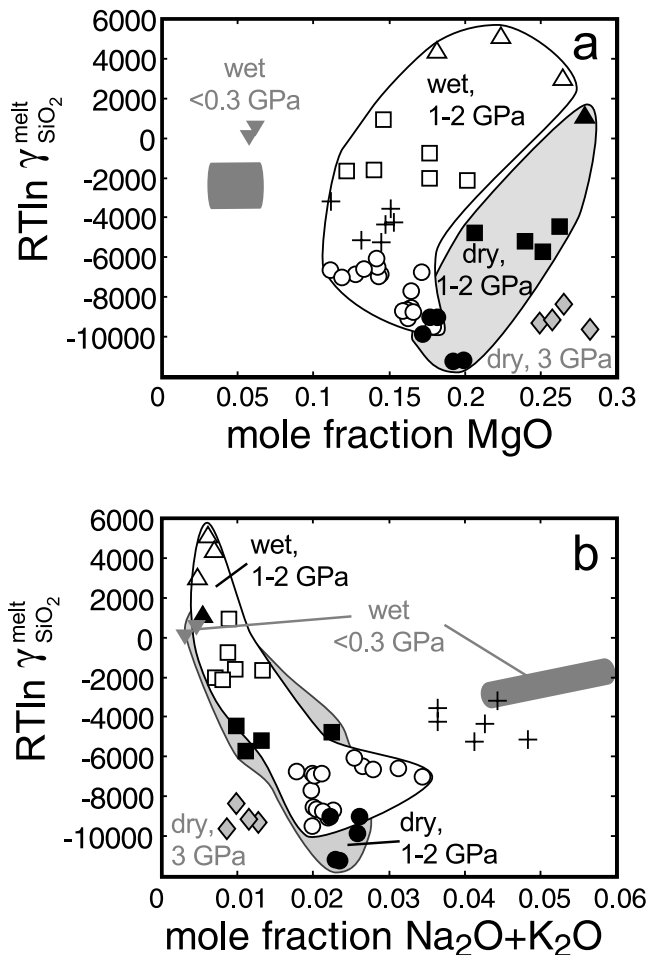 6000
4000
2000
0
-2000
-4000
-6000
-8000
-10000
RTln γ melt SiO2
a
wet
<0.3 GPa
wet,
1-2 GPa
dry,
1-2 GPa
dry, 3 GPa
0 0.05 0.1 0.15 0.2 0.25 0.3
mole fraction MgO
6000
4000
2000
0
-2000
-4000
-6000
-8000
-10000
RTln γ melt SiO2
b
wet,
1-2 GPa
wet
<0.3 GPa
dry,
3 GPa
dry,
1-2 GPa
0 0.01 0.02 0.03 0.04 0.05 0.06
mole fraction Na2O+K2O